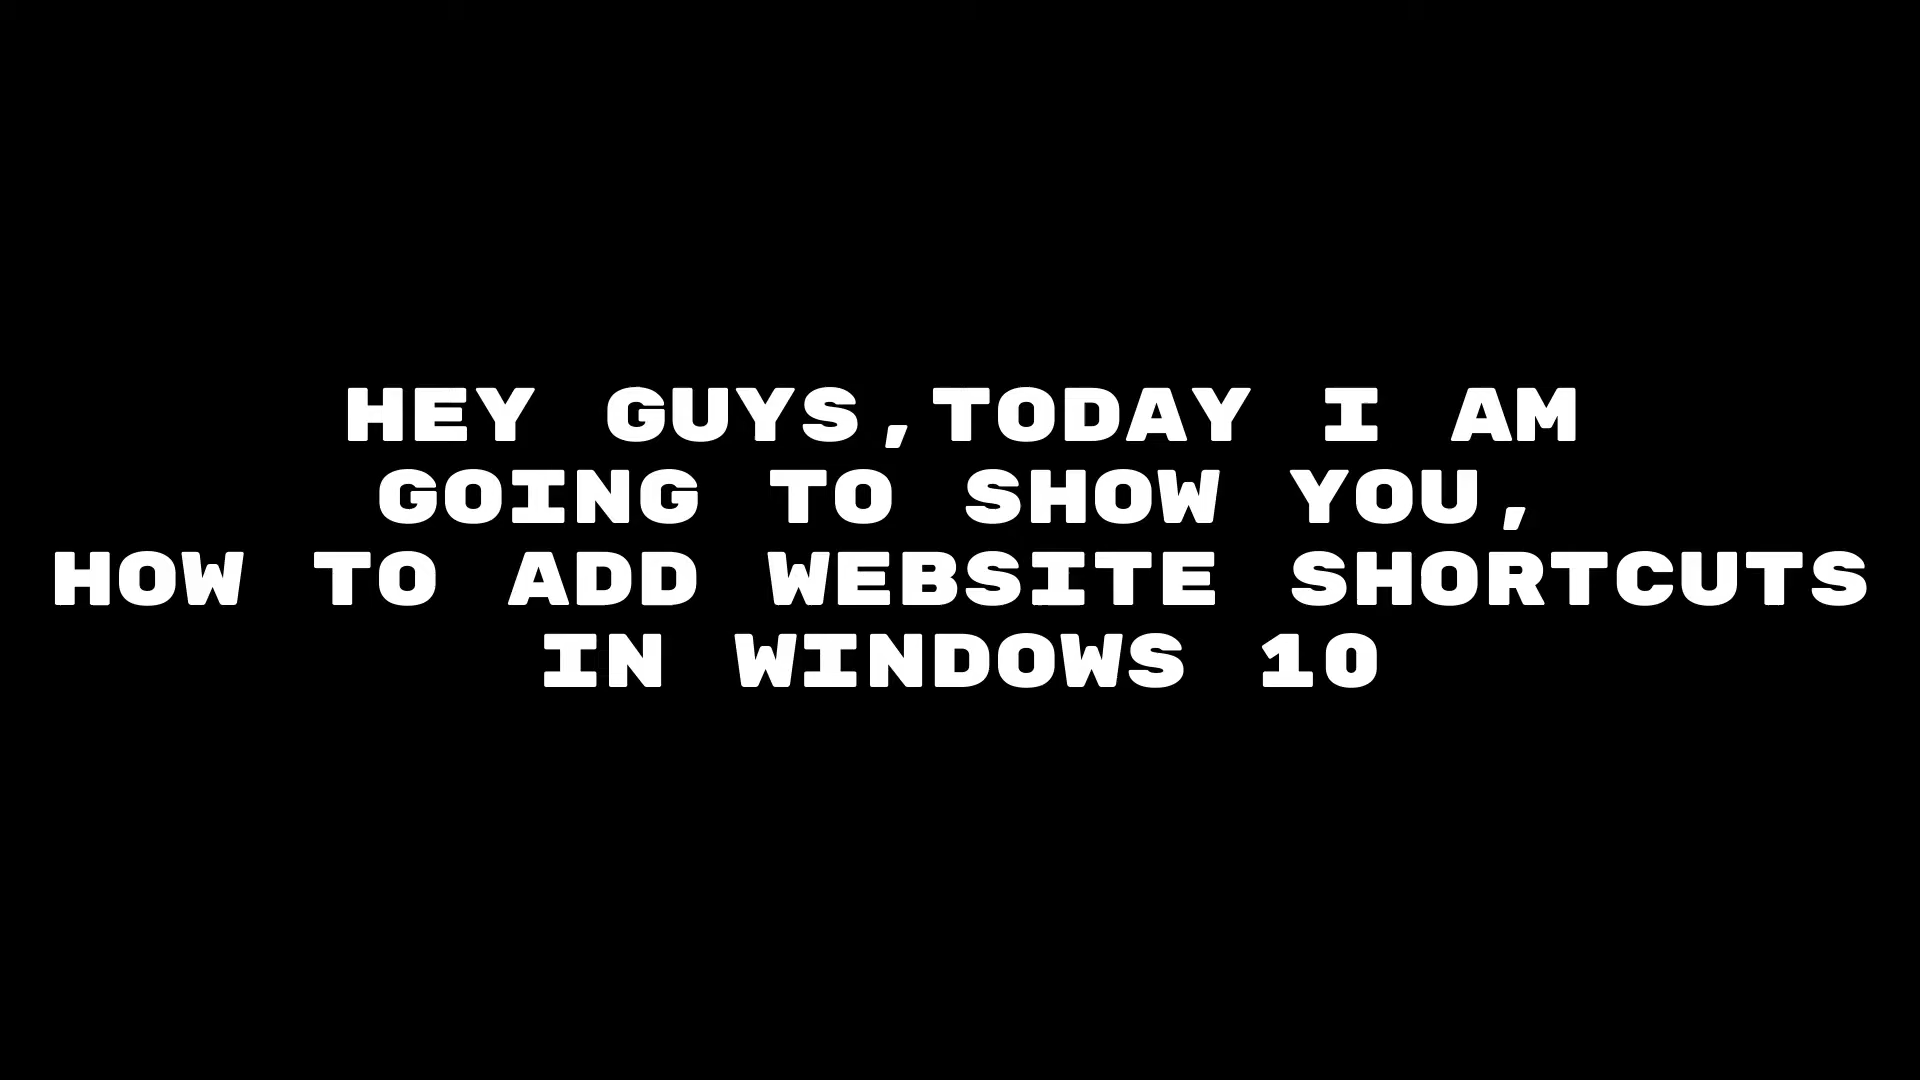 HEY GUYS,TODAY I AM
GOING TO SHOW YOU,
HOW TO ADD WEBSITE SHORTCUTS
IN WINDOWS 10